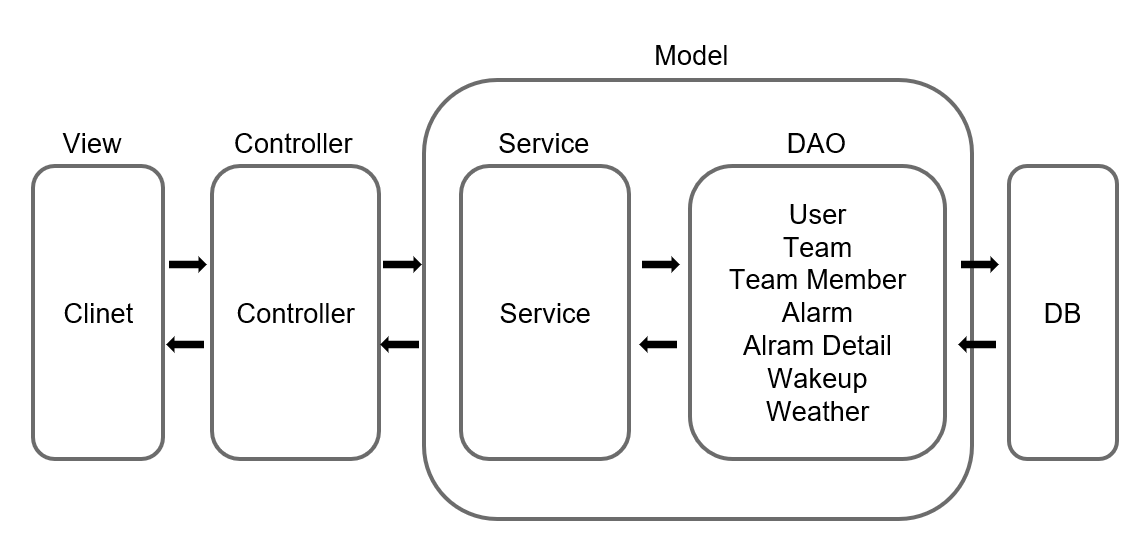 Model
View
Controller
Service
DAO
Clinet
Controller
Service
User
Team
Team Member
Alarm
Alram Detail
Wakeup
Weather
DB